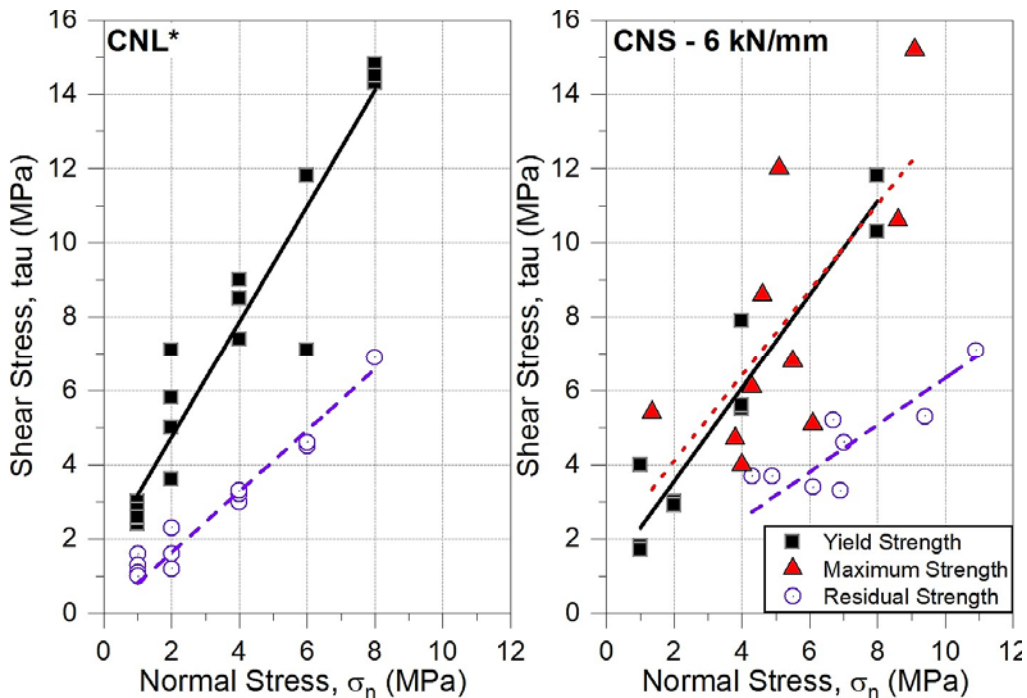 CNL*
16
14
12
10
8
6
4
2
0
Shear Stress, tau (MPa)
0 2 4 6 8 10 12
Normal Stress, σn (MPa)
CNS - 6 kN/mm
16
14
12
10
8
6
4
2
0
Shear Stress, tau (MPa)
Yield Strength
Maximum Strength
Residual Strength
0 2 4 6 8 10 12
Normal Stress, σn (MPa)